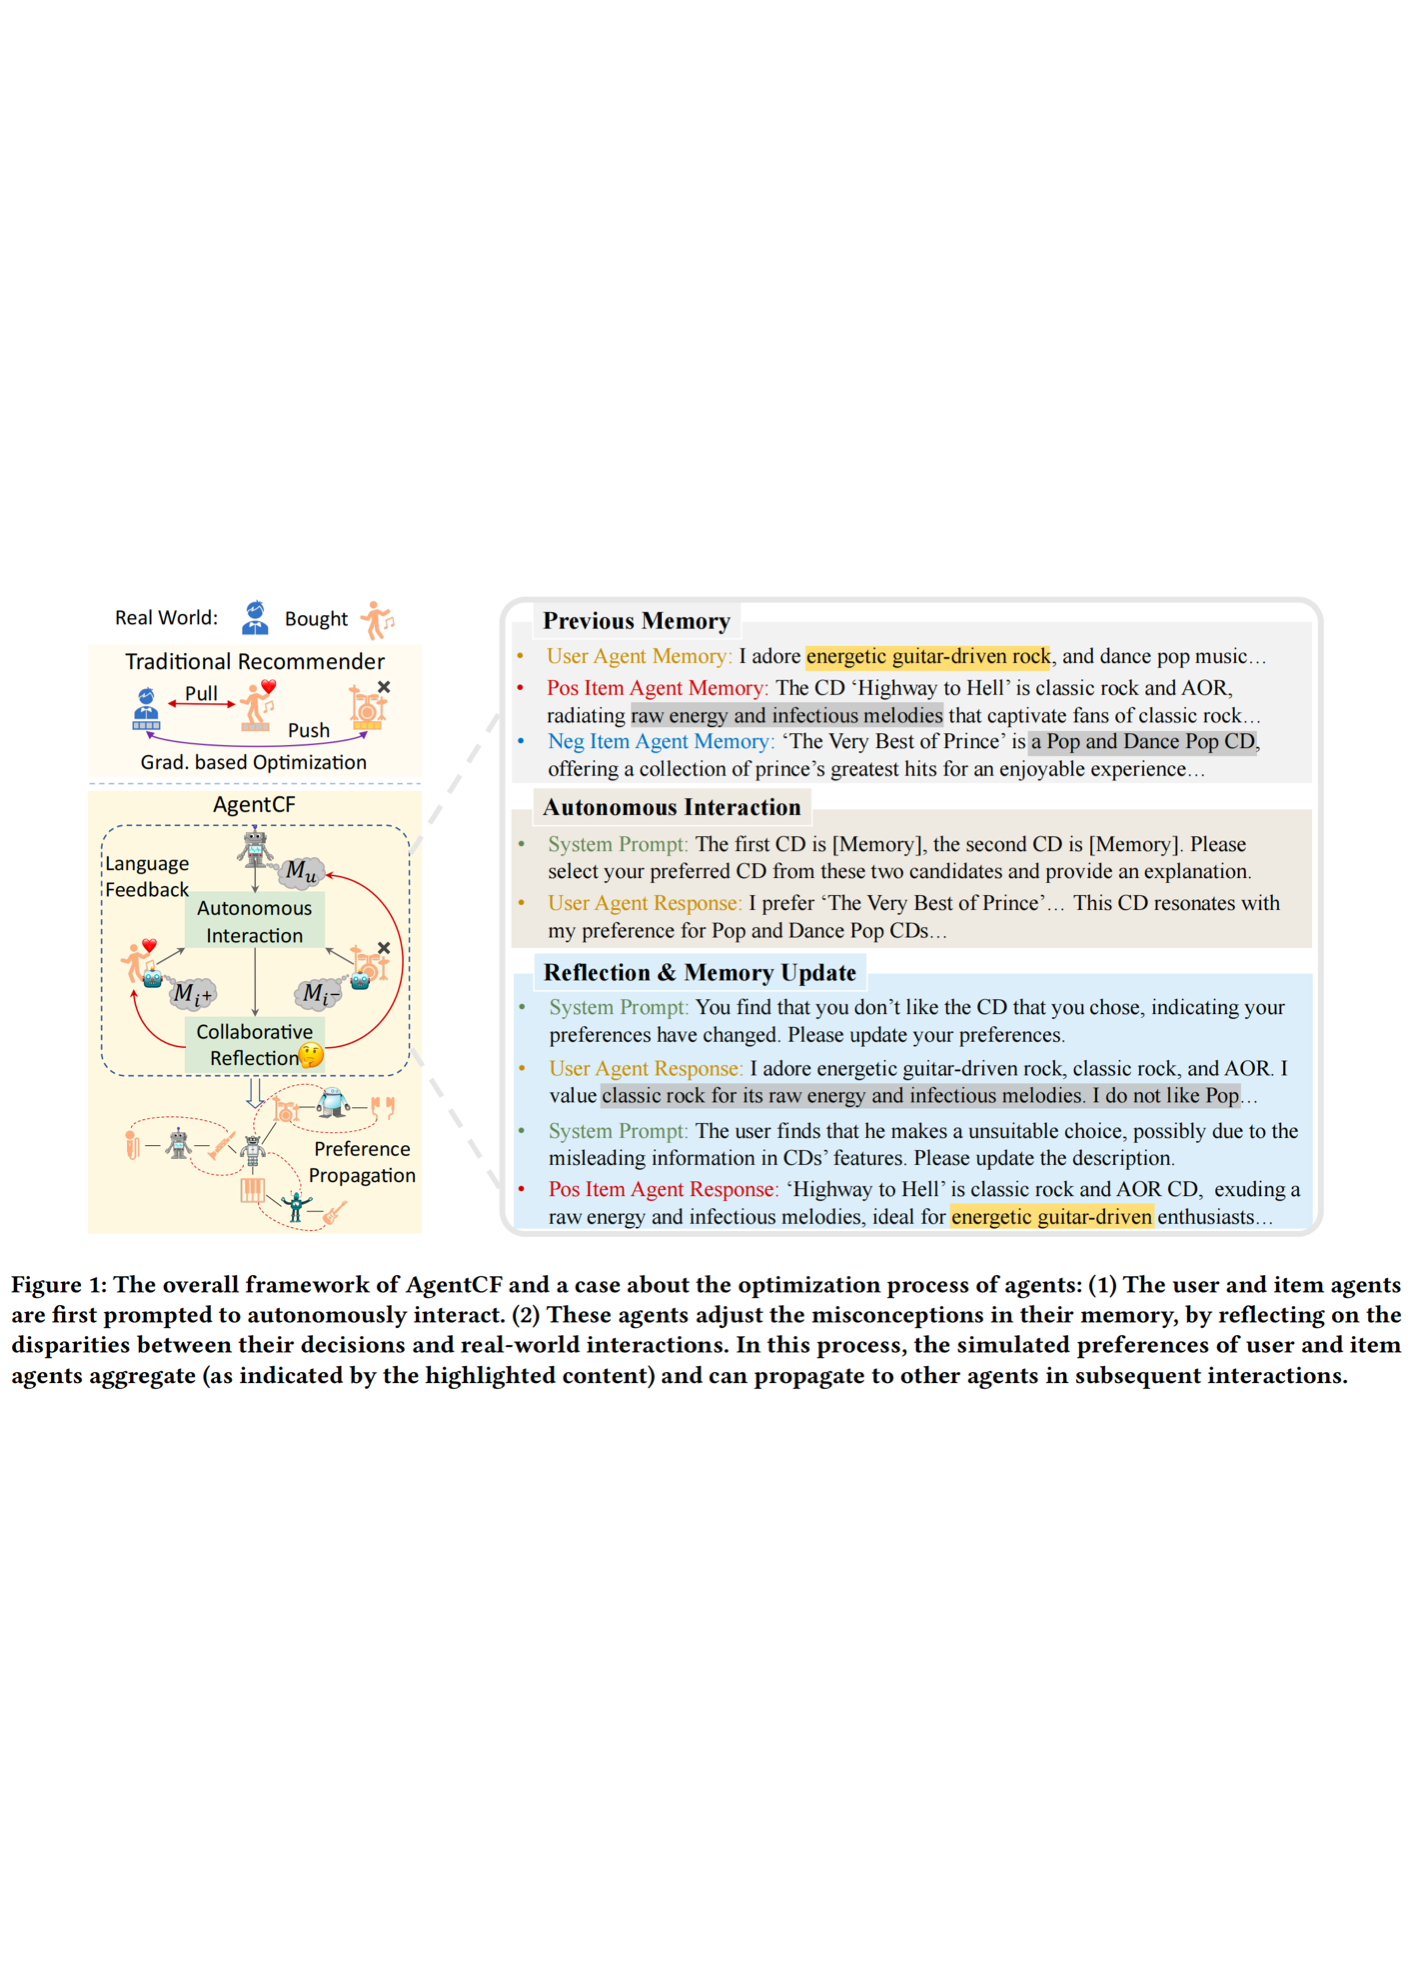 Real World: Bought
Traditional Recommender
Pull
Push
Grad. based Optimization
AgentCF
Language
Feedback
M_u
Autonomous
Interaction
M_{i^+}
M_{i^-}
Collaborative
Reflection
Preference
Propagation
Previous Memory
• User Agent Memory: I adore energetic guitar-driven rock, and dance pop music…
• Pos Item Agent Memory: The CD ‘Highway to Hell’ is classic rock and AOR,
radiating raw energy and infectious melodies that captivate fans of classic rock…
• Neg Item Agent Memory: ‘The Very Best of Prince’ is a Pop and Dance Pop CD,
offering a collection of prince’s greatest hits for an enjoyable experience…
Autonomous Interaction
• System Prompt: The first CD is [Memory], the second CD is [Memory]. Please
select your preferred CD from these two candidates and provide an explanation.
• User Agent Response: I prefer ‘The Very Best of Prince’… This CD resonates with
my preference for Pop and Dance Pop CDs…
Reflection & Memory Update
• System Prompt: You find that you don’t like the CD that you chose, indicating your
preferences have changed. Please update your preferences.
• User Agent Response: I adore energetic guitar-driven rock, classic rock, and AOR. I
value classic rock for its raw energy and infectious melodies. I do not like Pop…
• System Prompt: The user finds that he makes a unsuitable choice, possibly due to the
misleading information in CDs’ features. Please update the description.
• Pos Item Agent Response: ‘Highway to Hell’ is classic rock and AOR CD, exuding a
raw energy and infectious melodies, ideal for energetic guitar-driven enthusiasts…
Figure 1: The overall framework of AgentCF and a case about the optimization process of agents: (1) The user and item agents
are first prompted to autonomously interact. (2) These agents adjust the misconceptions in their memory, by reflecting on the
disparities between their decisions and real-world interactions. In this process, the simulated preferences of user and item
agents aggregate (as indicated by the highlighted content) and can propagate to other agents in subsequent interactions.